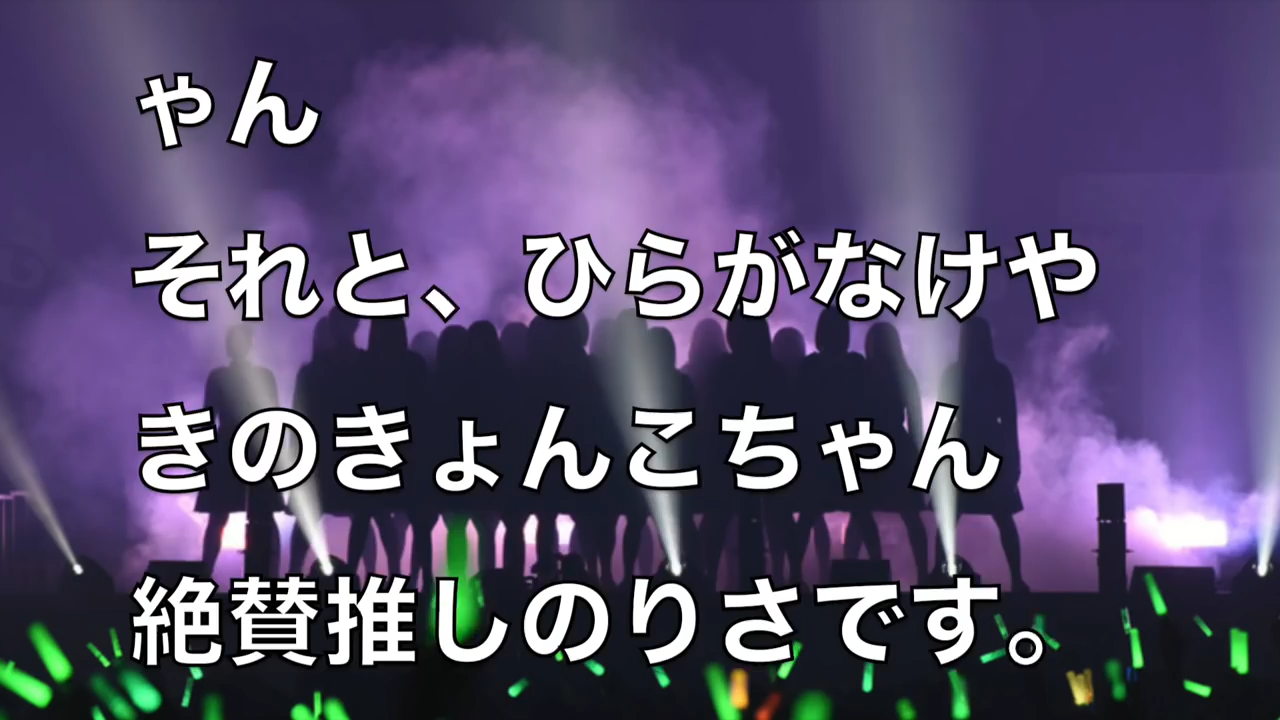 ゃん
それと、ひらがなけや
きのきょんこちゃん
絶賛推しのりさです。